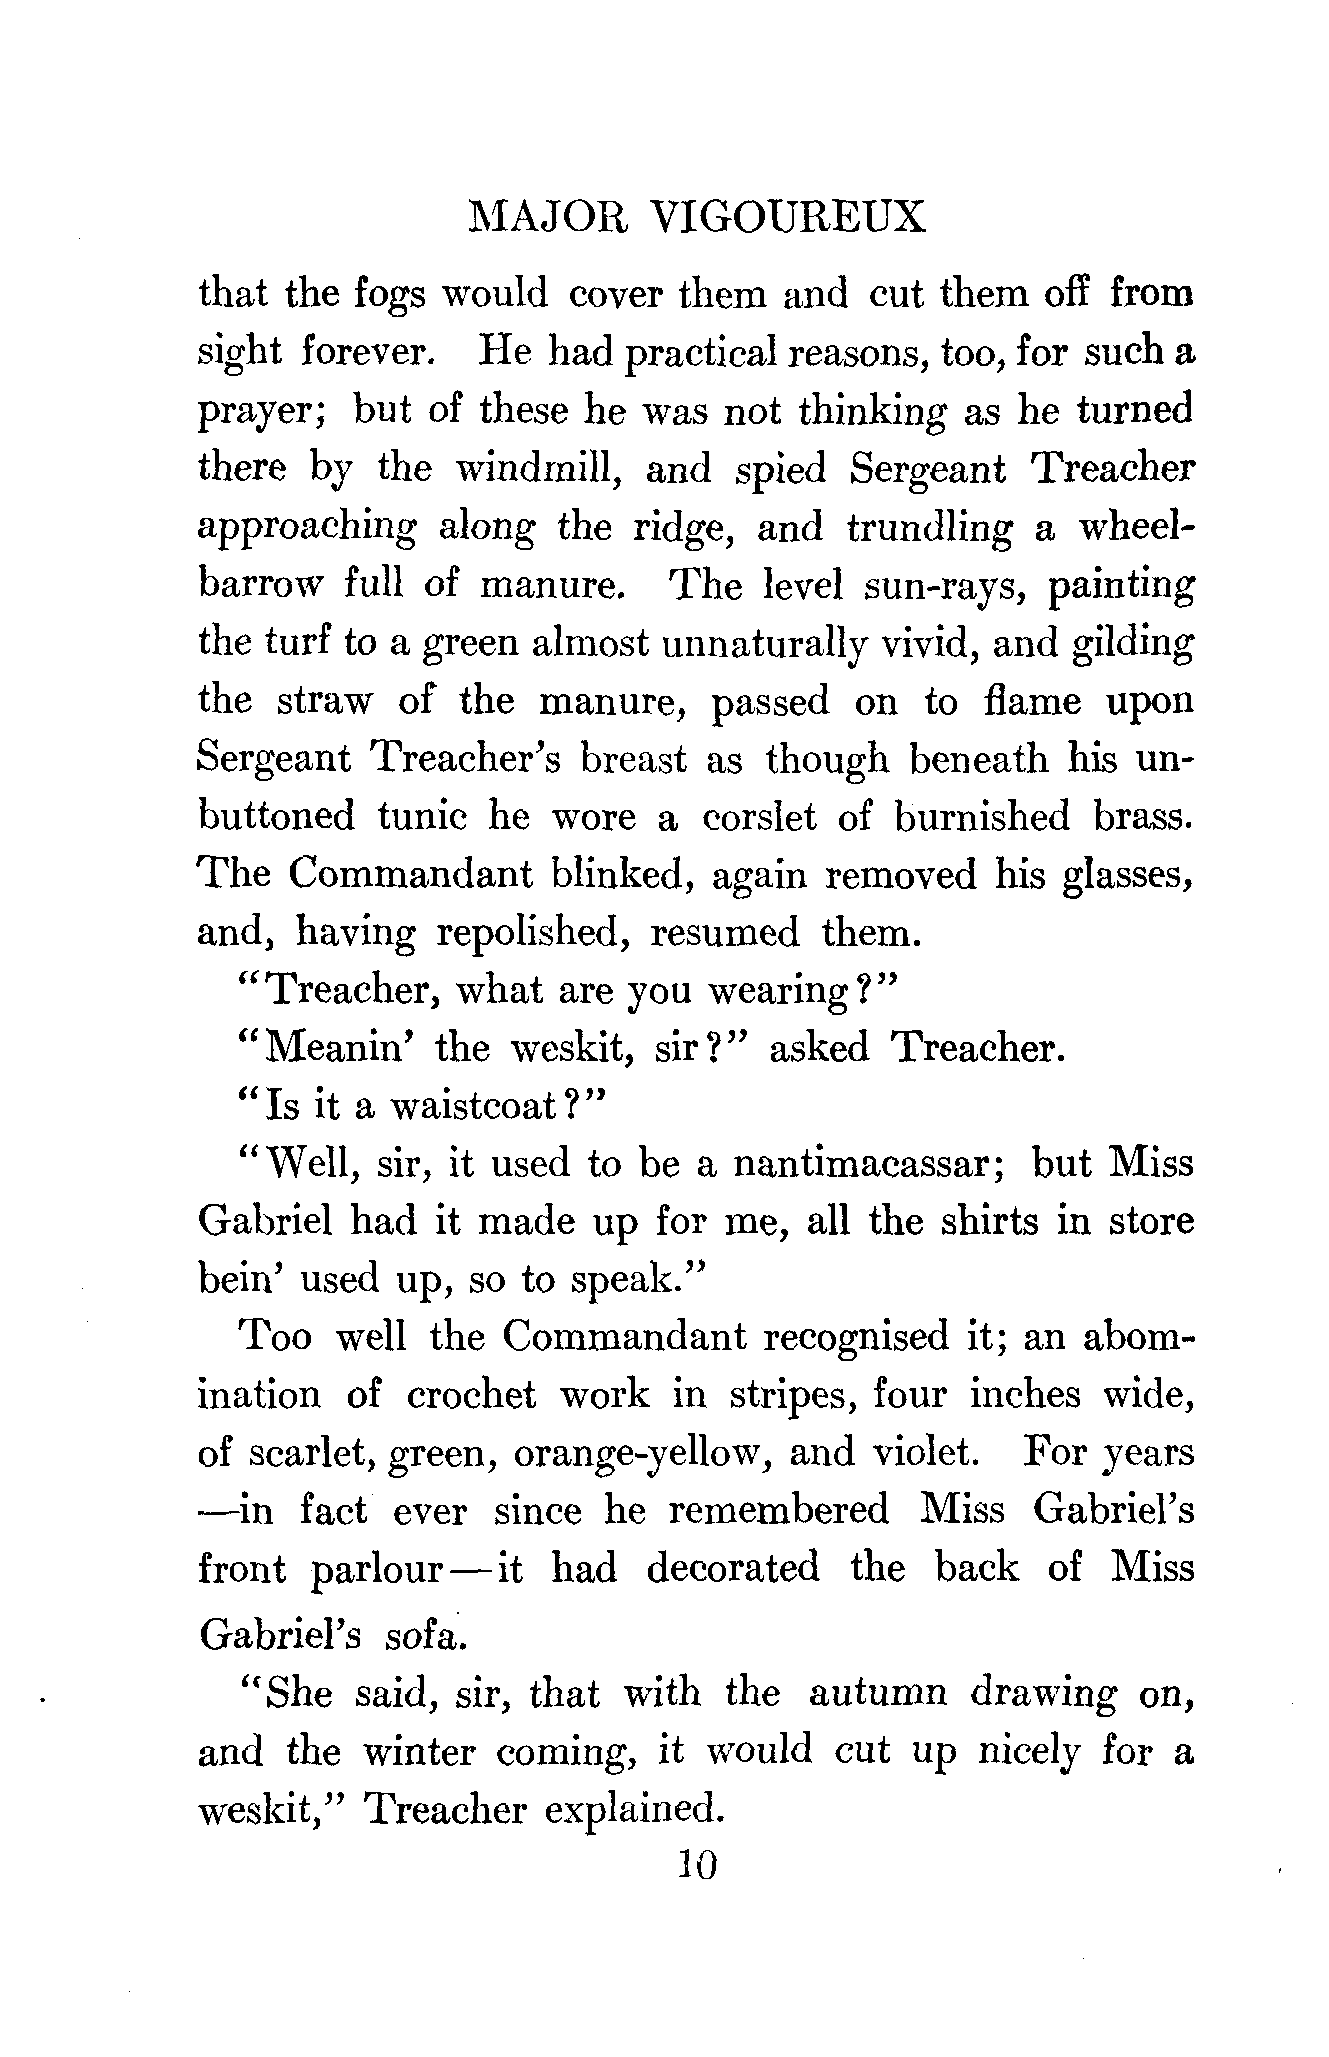 MAJOR VIGOUREUX
that the fogs would cover them and cut them off from
sight forever. He had practical reasons, too, for such a
prayer; but of these he was not thinking as he turned
there by the windmill, and spied Sergeant Treacher
approaching along the ridge, and trundling a wheel-
barrow full of manure. The level sun-rays, painting
the turf to a green almost unnaturally vivid, and gilding
the straw of the manure, passed on to flame upon
Sergeant Treacher's breast as though beneath his un-
buttoned tunic he wore a corslet of burnished brass.
The Commandant blinked, again removed his glasses,
and, having repolished, resumed them.
"Treacher, what are you wearing?"
"Meanin' the weskit, sir?" asked Treacher.
"Is it a waistcoat?"
"Well, sir, it used to be a nantimacassar; but Miss
Gabriel had it made up for me, all the shirts in store
bein' used up, so to speak."
Too well the Commandant recognised it; an abom-
ination of crochet work in stripes, four inches wide,
of scarlet, green, orange-yellow, and violet. For years
—in fact ever since he remembered Miss Gabriel's
front parlour—it had decorated the back of Miss
Gabriel's sofa.
"She said, sir, that with the autumn drawing on,
and the winter coming, it would cut up nicely for a
weskit," Treacher explained.
10